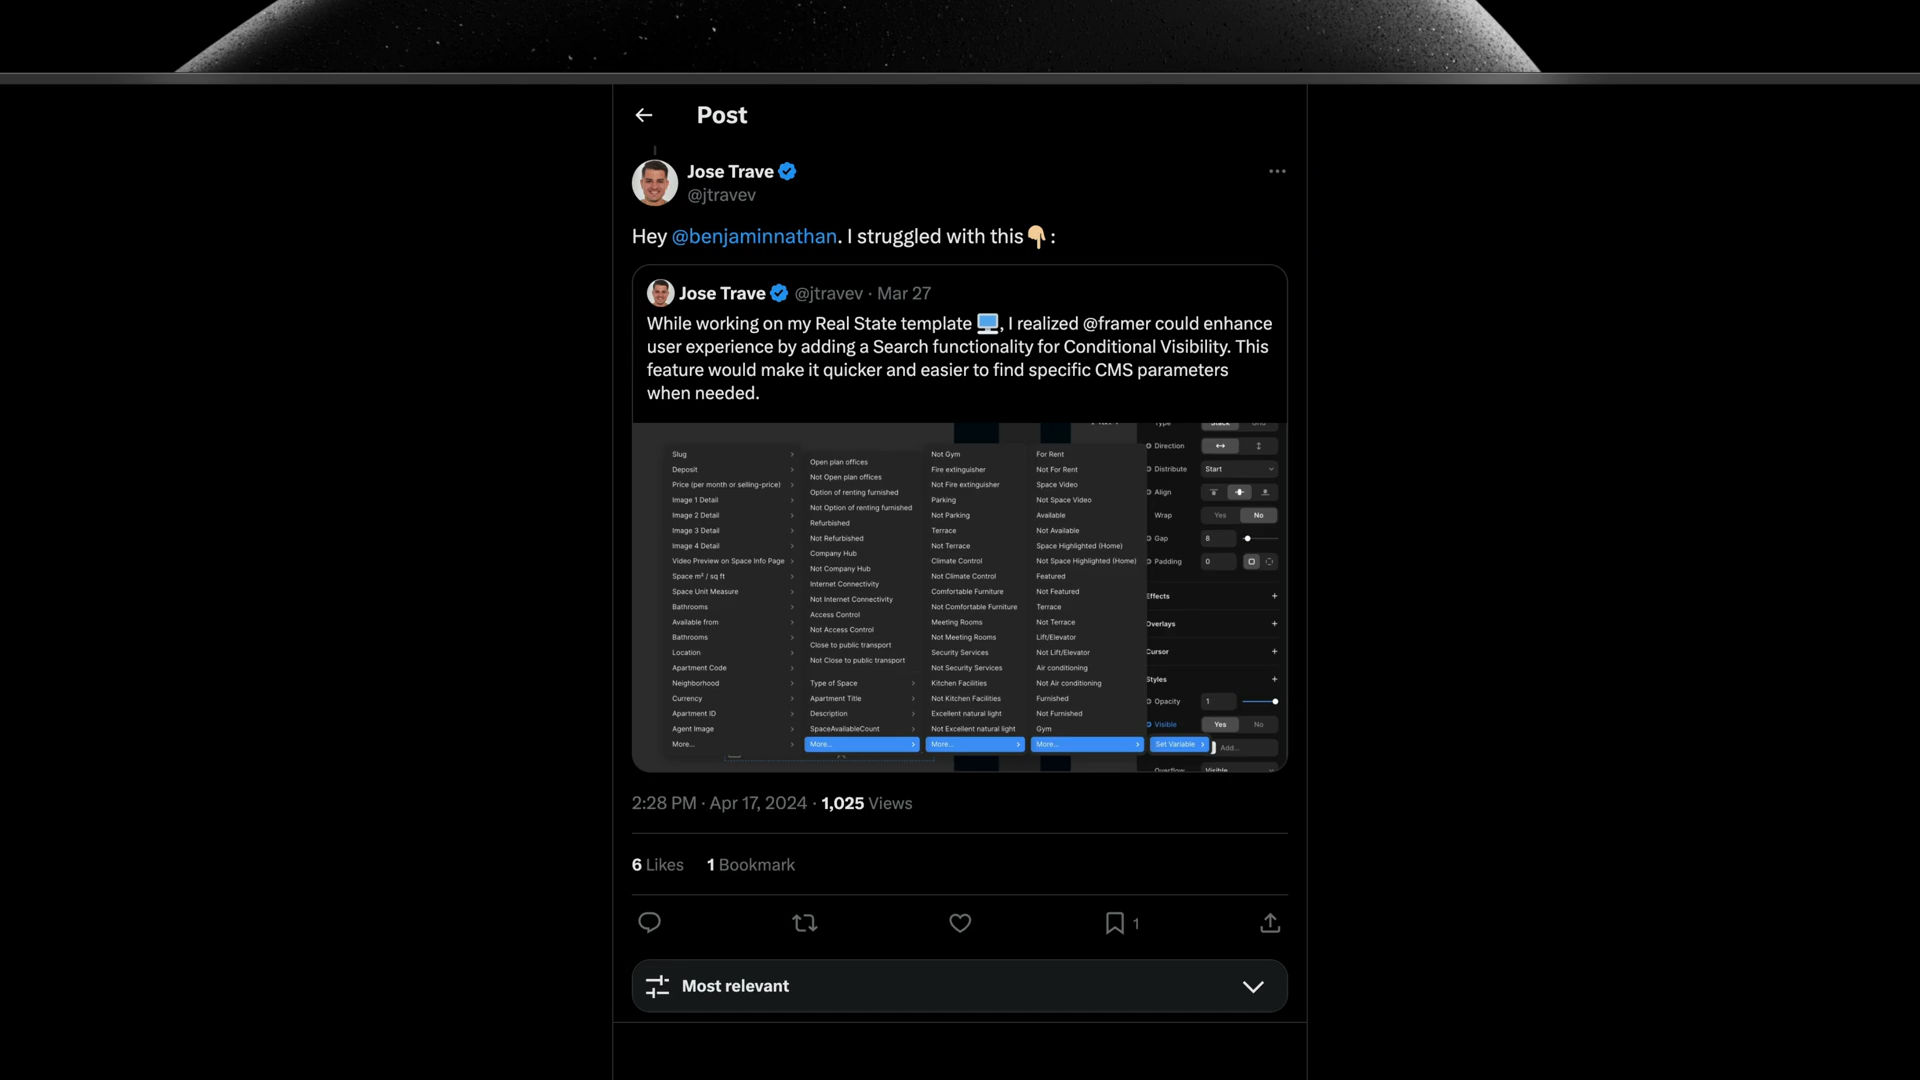 Post
Jose Trave
@jtravev
Hey @benjaminnathan. I struggled with this👇🏼:
Jose Trave @jtravev · Mar 27
While working on my Real State template 🖥️, I realized @framer could enhance
user experience by adding a Search functionality for Conditional Visibility. This
feature would make it quicker and easier to find specific CMS parameters
when needed.
Slug
Deposit
Price (per month or selling-price)
Image 1 Detail
Image 2 Detail
Image 3 Detail
Image 4 Detail
Video Preview on Space Info Page
Space m² / sq ft
Space Unit Measure
Bathrooms
Available from
Bathrooms
Location
Apartment Code
Neighborhood
Currency
Apartment ID
Agent Image
More...
Open plan offices
Not Open plan offices
Option of renting furnished
Not Option of renting furnished
Refurbished
Not Refurbished
Company Hub
Not Company Hub
Internet Connectivity
Not Internet Connectivity
Access Control
Not Access Control
Close to public transport
Not Close to public transport
Type of Space
Apartment Title
Description
SpaceAvailableCount
More...
Not Gym
Fire extinguisher
Not Fire extinguisher
Parking
Not Parking
Terrace
Not Terrace
Climate Control
Not Climate Control
Comfortable Furniture
Not Comfortable Furniture
Meeting Rooms
Not Meeting Rooms
Security Services
Not Security Services
Kitchen Facilities
Not Kitchen Facilities
Excellent natural light
Not Excellent natural light
More...
For Rent
Not For Rent
Space Video
Not Space Video
Available
Not Available
Space Highlighted (Home)
Not Space Highlighted (Home)
Featured
Not Featured
Terrace
Not Terrace
Lift/Elevator
Not Lift/Elevator
Air conditioning
Not Air conditioning
Furnished
Not Furnished
Gym
More...
Type Stack
Direction
Distribute Start
Align
Wrap Yes No
Gap 8
Padding 0
Effects
Overlays
Cursor
Styles
Opacity 1
Visible Yes No
Set Variable Add...
Overflow Visible
2:28 PM · Apr 17, 2024 · 1,025 Views
6 Likes 1 Bookmark
1
Most relevant